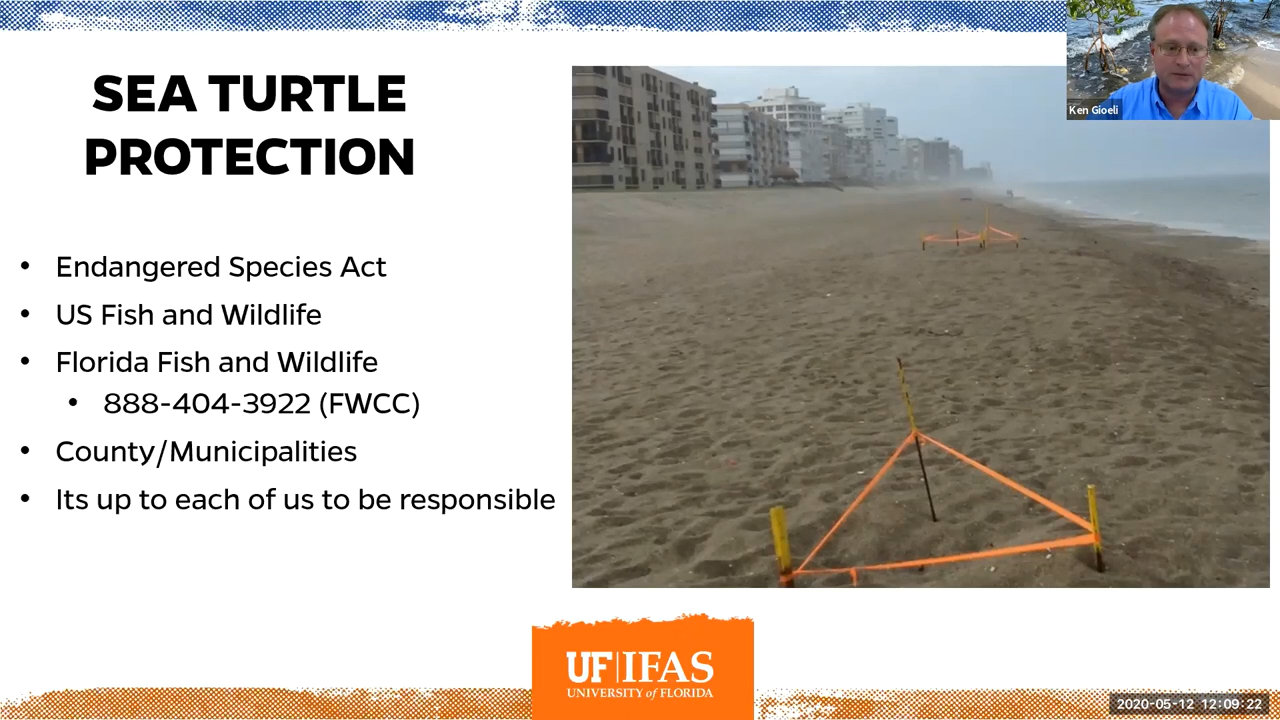 SEA TURTLE
PROTECTION
• Endangered Species Act
• US Fish and Wildlife
• Florida Fish and Wildlife
• 888-404-3922 (FWCC)
• County/Municipalities
• Its up to each of us to be responsible
Ken Gioeli
UF|IFAS
UNIVERSITY of FLORIDA
2020-05-12 12:09:22